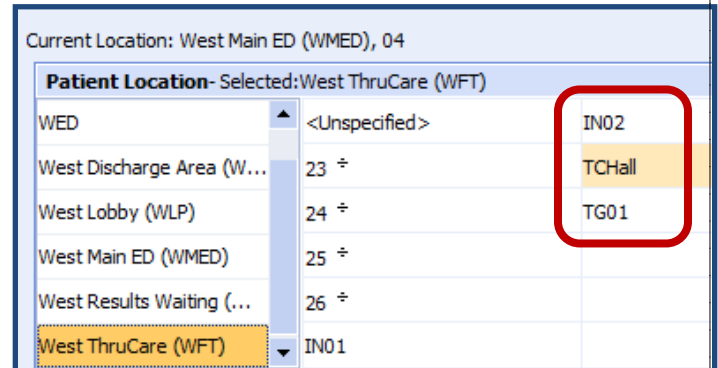 Current Location: West Main ED (WMED), 04
Patient Location- Selected:West ThruCare (WFT)
WED <Unspecified> IN02
West Discharge Area (W... 23 ÷ TCHall
West Lobby (WLP) 24 ÷ TG01
West Main ED (WMED) 25 ÷
West Results Waiting (... 26 ÷
West ThruCare (WFT) IN01